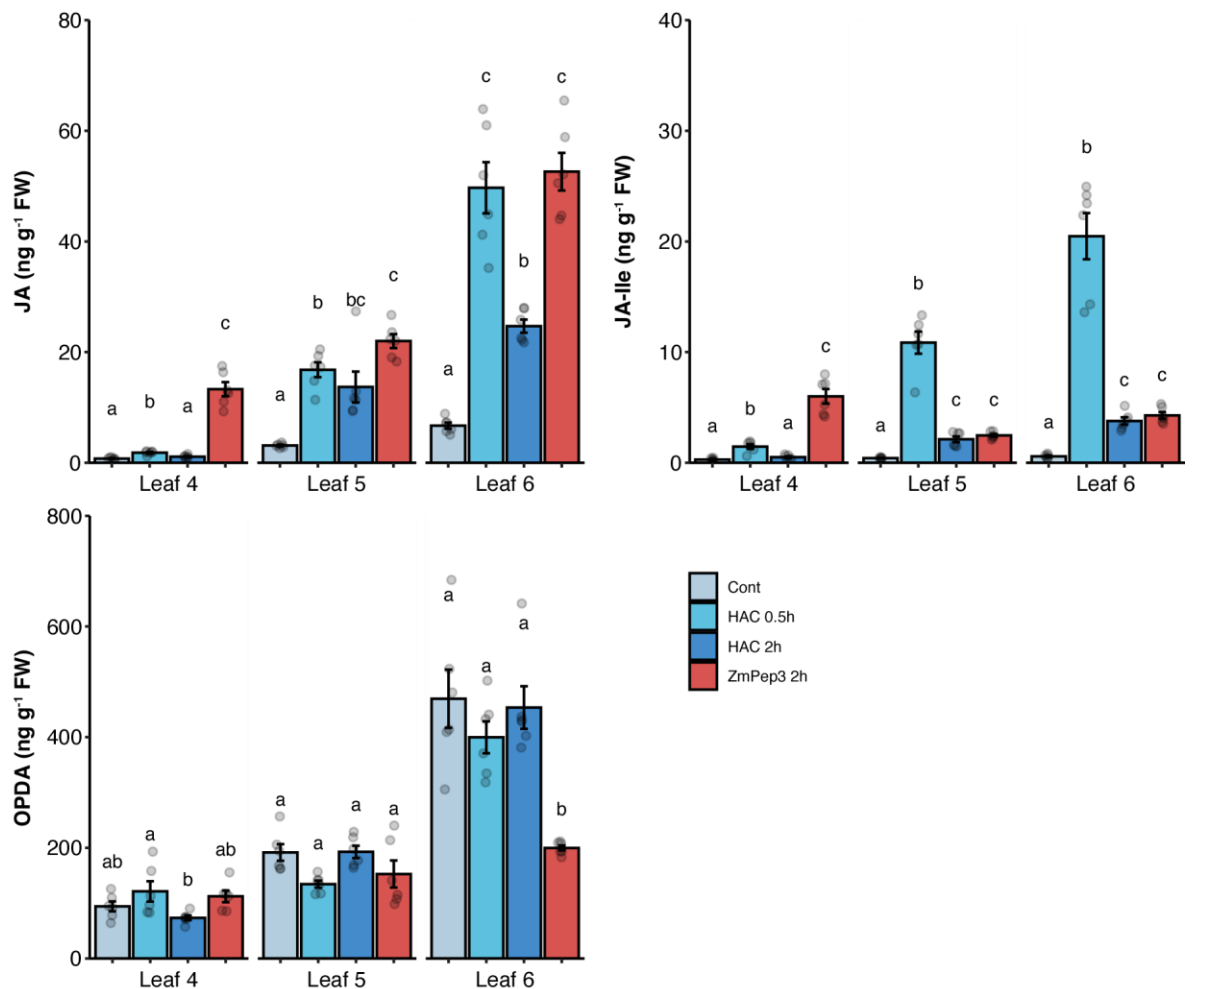 JA (ng g⁻¹ FW)
80
60
40
20
0
a
b
a
c
a
b
bc
c
a
c
b
c
Leaf 4
Leaf 5
Leaf 6
JA-Ile (ng g⁻¹ FW)
40
30
20
10
0
a
b
a
c
a
b
c
c
a
b
c
c
Leaf 4
Leaf 5
Leaf 6
OPDA (ng g⁻¹ FW)
800
600
400
200
0
ab
a
b
ab
a
a
a
a
a
a
a
b
Leaf 4
Leaf 5
Leaf 6
Cont
HAC 0.5h
HAC 2h
ZmPep3 2h